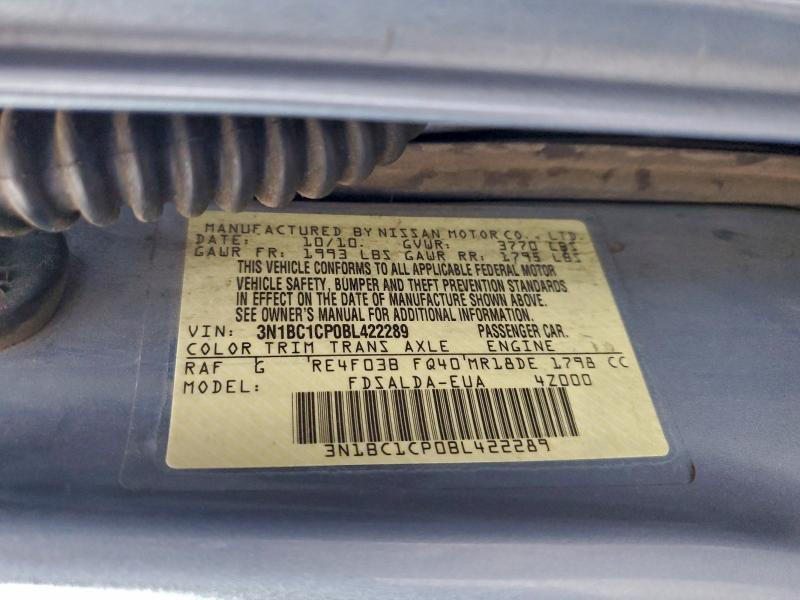 MANUFACTURED BY NISSAN MOTOR CO., LTD.
DATE: 10/10. GVWR: 3770 LBS
GAWR FR: 1993 LBS GAWR RR: 1795 LBS
THIS VEHICLE CONFORMS TO ALL APPLICABLE FEDERAL MOTOR
VEHICLE SAFETY, BUMPER AND THEFT PREVENTION STANDARDS
IN EFFECT ON THE DATE OF MANUFACTURE SHOWN ABOVE.
SEE OWNER'S MANUAL FOR ADDITIONAL INFORMATION.
VIN: 3N1BC1CP0BL422289 PASSENGER CAR.
COLOR TRIM TRANS AXLE ENGINE
RAF G RE4F03B FQ40 MR18DE 1798 CC
MODEL: FDSALDA-EUA 4Z000
3N1BC1CP0BL422289